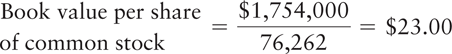 Book value per share of common stock = $1,754,000 / 76,262 = $23.00